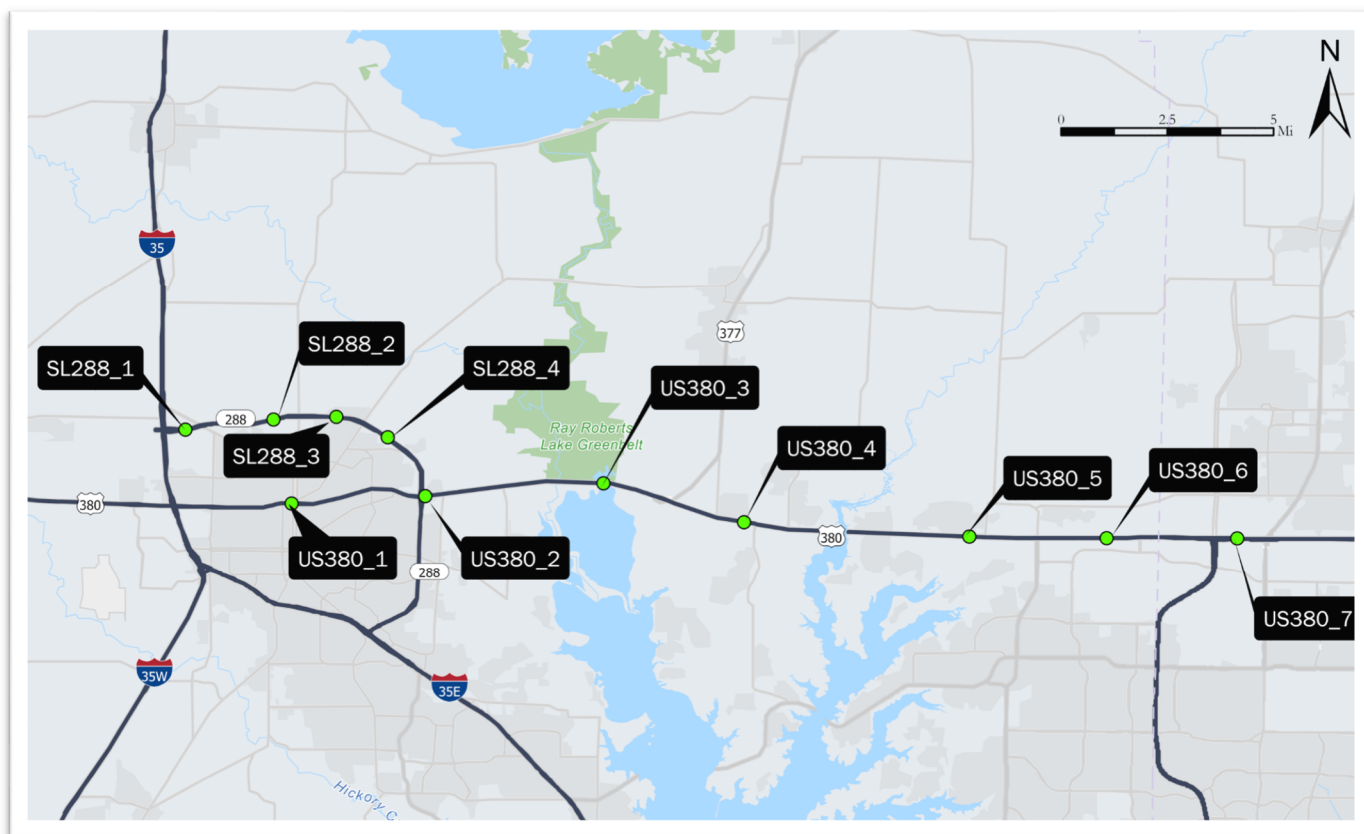 N
0 2.5 5
Mi
35
377
SL288_2
SL288_1
SL288_4
US380_3
288
Ray Roberts
Lake Greenbelt
SL288_3
US380_4
US380_6
US380_5
380
380
US380_1
US380_2
288
US380_7
35W
35E
Hickory C